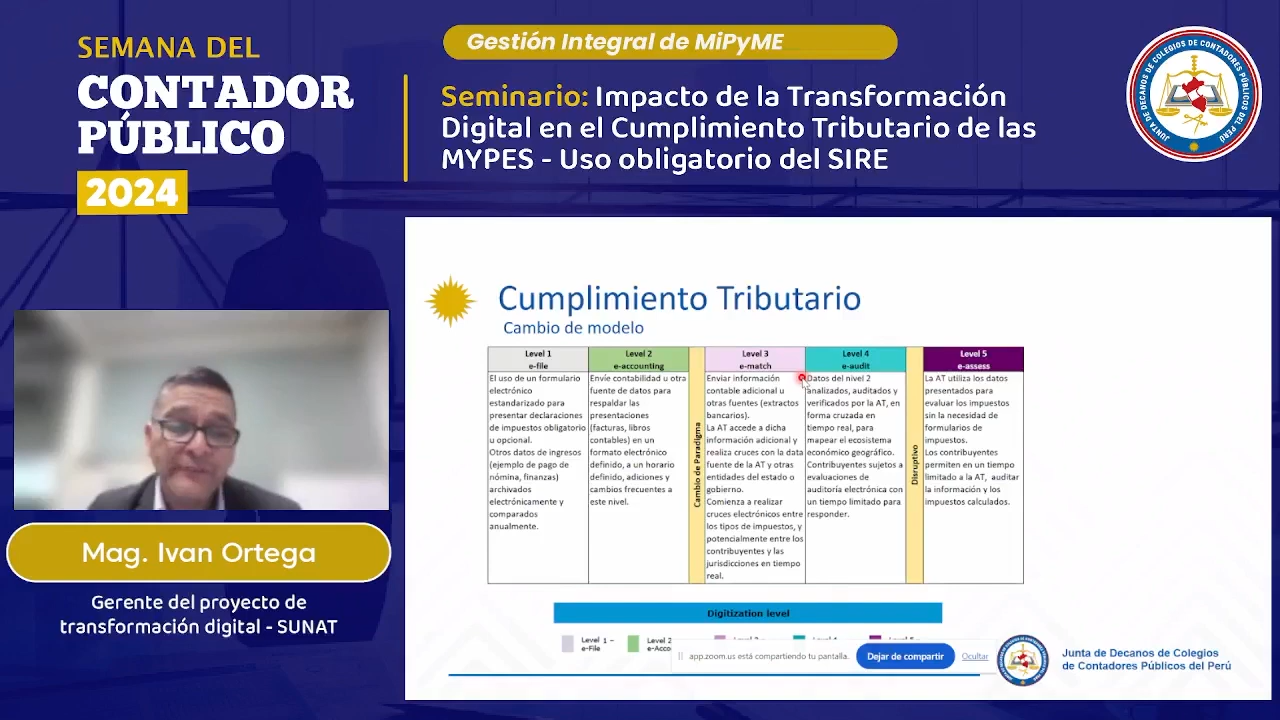 SEMANA DEL
CONTADOR
PÚBLICO
2024
Gestión Integral de MiPyME
Seminario: Impacto de la Transformación
Digital en el Cumplimiento Tributario de las
MYPES - Uso obligatorio del SIRE
JUNTA DE DECANOS DE COLEGIOS DE CONTADORES PÚBLICOS DEL PERÚ
Cumplimiento Tributario
Cambio de modelo
Level 1
e-file
El uso de un formulario
electrónico
estandarizado para
presentar declaraciones
de impuestos obligatorio
u opcional.
Otros datos de ingresos
(ejemplo de pago de
nómina, finanzas)
archivados
electrónicamente y
comparados
anualmente.
Level 2
e-accounting
Envíe contabilidad u otra
fuente de datos para
respaldar las
presentaciones
(facturas, libros
contables) en un
formato electrónico
definido, a un horario
definido, adiciones y
cambios frecuentes a
este nivel.
Cambio de Paradigma
Level 3
e-match
Enviar información
contable adicional u
otras fuentes (extractos
bancarios).
La AT accede a dicha
información adicional y
realiza cruces con la data
fuente de la AT y otras
entidades del estado o
gobierno.
Comienza a realizar
cruces electrónicos entre
los tipos de impuestos, y
potencialmente entre los
contribuyentes y las
jurisdicciones en tiempo
real.
Level 4
e-audit
Datos del nivel 2
analizados, auditados y
verificados por la AT, en
forma cruzada en
tiempo real, para
mapear el ecosistema
económico geográfico.
Contribuyentes sujetos a
evaluaciones de
auditoría electrónica con
un tiempo limitado para
responder.
Disruptivo
Level 5
e-assess
La AT utiliza los datos
presentados para
evaluar los impuestos
sin la necesidad de
formularios de
impuestos.
Los contribuyentes
permiten en un tiempo
limitado a la AT, auditar
la información y los
impuestos calculados.
Digitization level
Level 1 –
e-File
Level 2
e-Acco
app.zoom.us está compartiendo tu pantalla.
Dejar de compartir
Ocultar
Junta de Decanos de Colegios
de Contadores Públicos del Perú
Mag. Ivan Ortega
Gerente del proyecto de
transformación digital - SUNAT